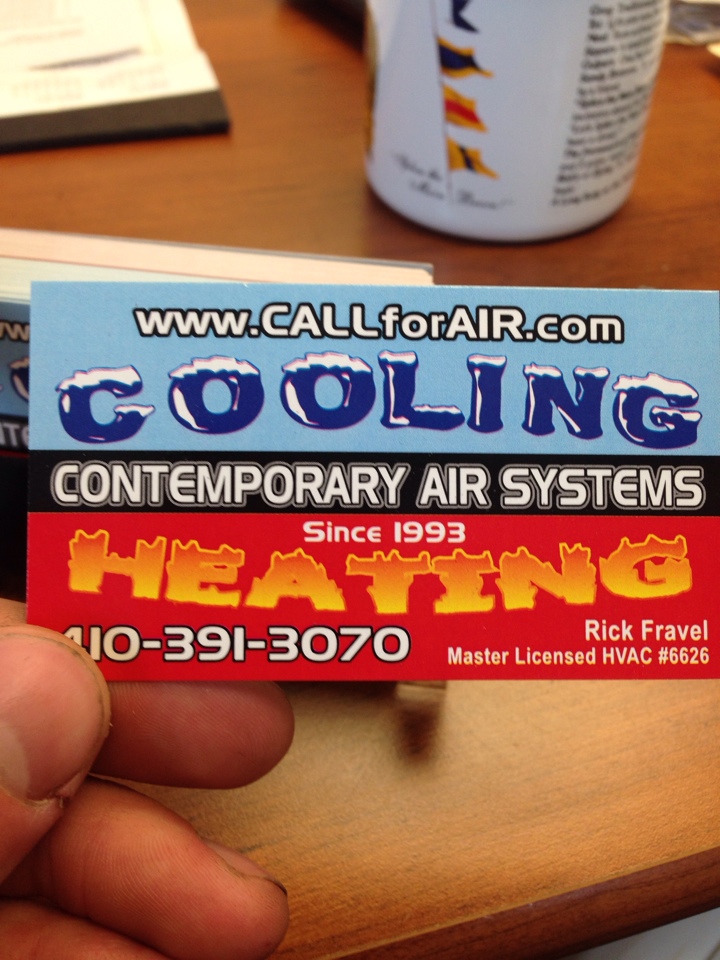 www.CALLforAIR.com
COOLING
CONTEMPORARY AIR SYSTEMS
Since 1993
HEATING
410-391-3070
Rick Fravel
Master Licensed HVAC #6626